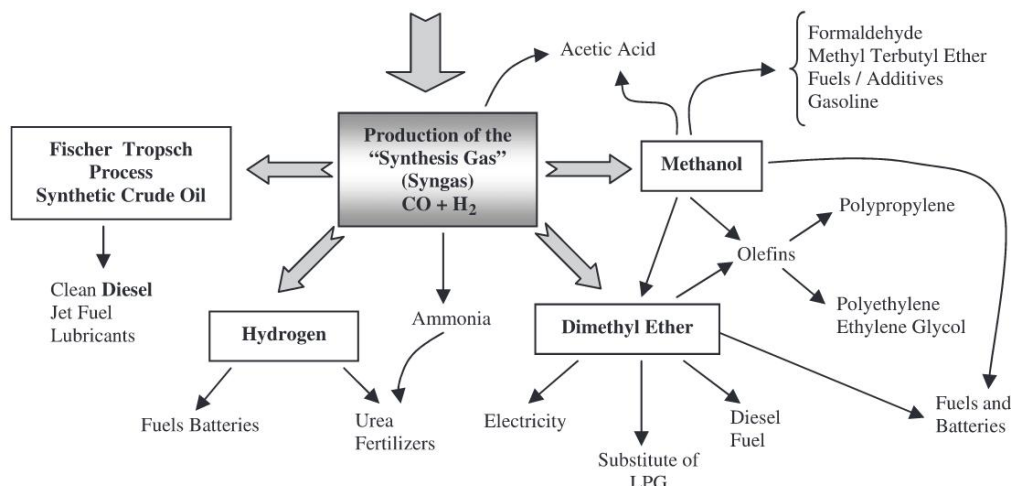 Acetic Acid
Formaldehyde
Methyl Terbutyl Ether
Fuels / Additives
Gasoline
Fischer Tropsch
Process
Synthetic Crude Oil
Production of the
“Synthesis Gas”
(Syngas)
CO + H₂
Methanol
Polypropylene
Olefins
Clean Diesel
Jet Fuel
Lubricants
Hydrogen
Ammonia
Dimethyl Ether
Polyethylene
Ethylene Glycol
Fuels Batteries
Urea
Fertilizers
Electricity
Substitute of
LPG
Diesel
Fuel
Fuels and
Batteries